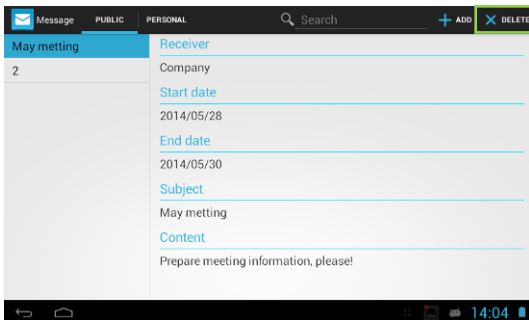 Message PUBLIC PERSONAL Search ADD DELETE
May metting
2
Receiver
Company
Start date
2014/05/28
End date
2014/05/30
Subject
May metting
Content
Prepare meeting information, please!
14:04